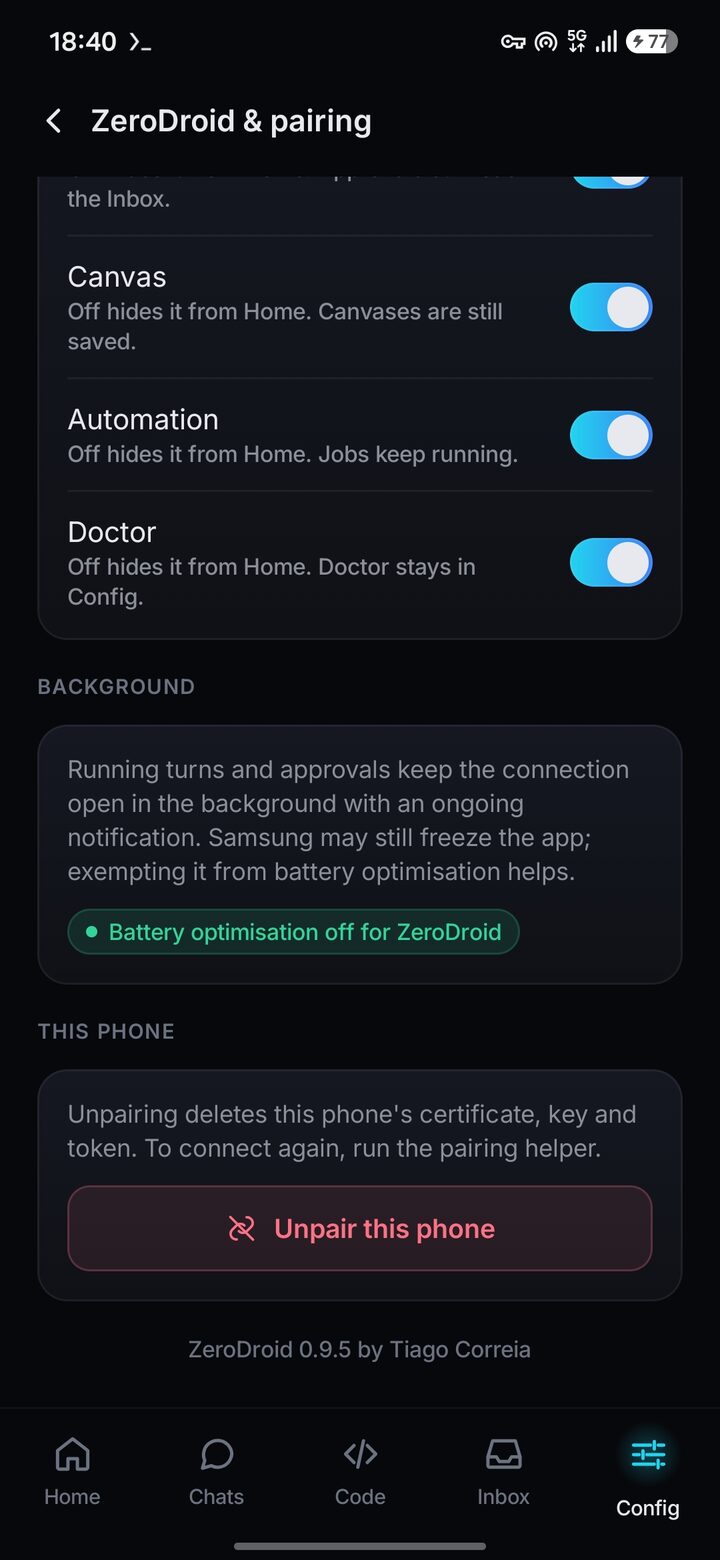 18:40
5G
77
ZeroDroid & pairing
the Inbox.
Canvas
Off hides it from Home. Canvases are still
saved.
Automation
Off hides it from Home. Jobs keep running.
Doctor
Off hides it from Home. Doctor stays in
Config.
BACKGROUND
Running turns and approvals keep the connection
open in the background with an ongoing
notification. Samsung may still freeze the app;
exempting it from battery optimisation helps.
Battery optimisation off for ZeroDroid
THIS PHONE
Unpairing deletes this phone's certificate, key and
token. To connect again, run the pairing helper.
Unpair this phone
ZeroDroid 0.9.5 by Tiago Correia
Home
Chats
Code
Inbox
Config